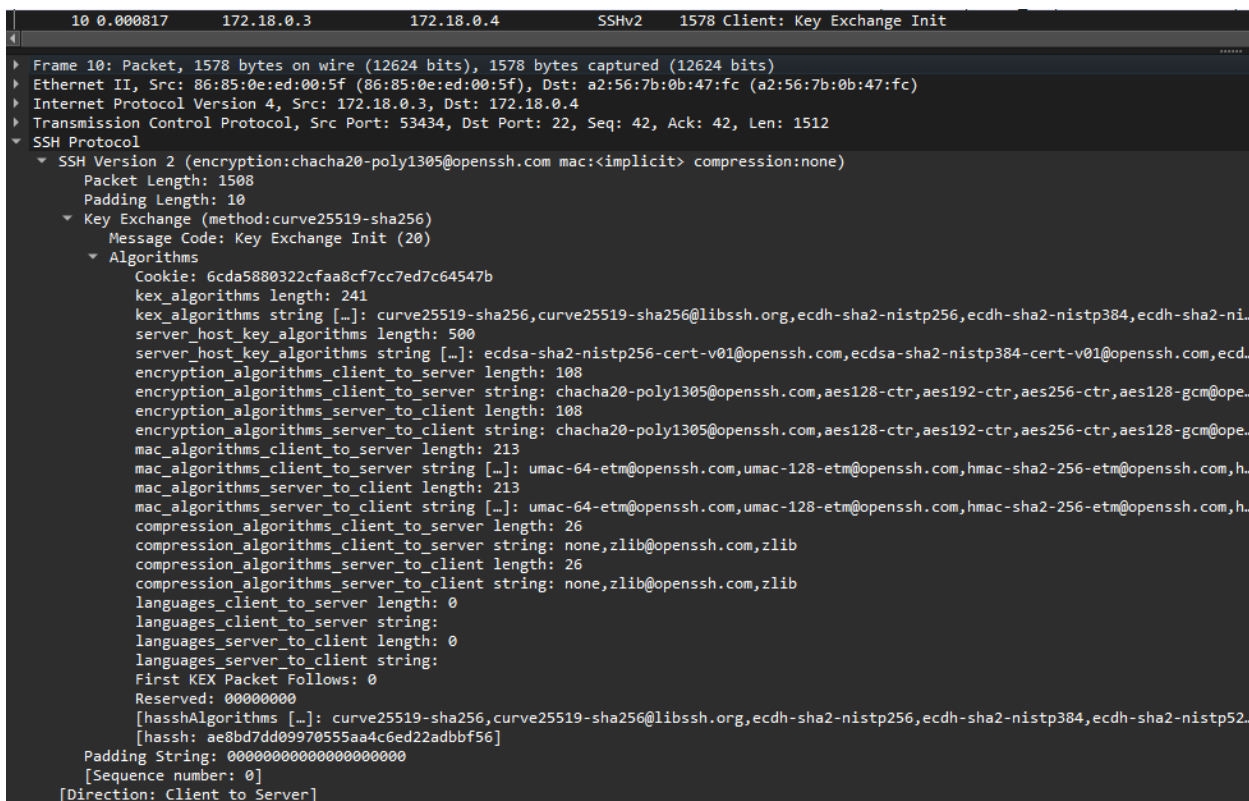 10 0.000817 172.18.0.3 172.18.0.4 SSHv2 1578 Client: Key Exchange Init
Frame 10: Packet, 1578 bytes on wire (12624 bits), 1578 bytes captured (12624 bits)
Ethernet II, Src: 86:85:0e:ed:00:5f (86:85:0e:ed:00:5f), Dst: a2:56:7b:0b:47:fc (a2:56:7b:0b:47:fc)
Internet Protocol Version 4, Src: 172.18.0.3, Dst: 172.18.0.4
Transmission Control Protocol, Src Port: 53434, Dst Port: 22, Seq: 42, Ack: 42, Len: 1512
SSH Protocol
SSH Version 2 (encryption:chacha20-poly1305@openssh.com mac:<implicit> compression:none)
Packet Length: 1508
Padding Length: 10
Key Exchange (method:curve25519-sha256)
Message Code: Key Exchange Init (20)
Algorithms
Cookie: 6cda5880322cfaa8cf7cc7ed7c64547b
kex_algorithms length: 241
kex_algorithms string […]: curve25519-sha256,curve25519-sha256@libssh.org,ecdh-sha2-nistp256,ecdh-sha2-nistp384,ecdh-sha2-ni…
server_host_key_algorithms length: 500
server_host_key_algorithms string […]: ecdsa-sha2-nistp256-cert-v01@openssh.com,ecdsa-sha2-nistp384-cert-v01@openssh.com,ecd…
encryption_algorithms_client_to_server length: 108
encryption_algorithms_client_to_server string: chacha20-poly1305@openssh.com,aes128-ctr,aes192-ctr,aes256-ctr,aes128-gcm@ope…
encryption_algorithms_server_to_client length: 108
encryption_algorithms_server_to_client string: chacha20-poly1305@openssh.com,aes128-ctr,aes192-ctr,aes256-ctr,aes128-gcm@ope…
mac_algorithms_client_to_server length: 213
mac_algorithms_client_to_server string […]: umac-64-etm@openssh.com,umac-128-etm@openssh.com,hmac-sha2-256-etm@openssh.com,h…
mac_algorithms_server_to_client length: 213
mac_algorithms_server_to_client string […]: umac-64-etm@openssh.com,umac-128-etm@openssh.com,hmac-sha2-256-etm@openssh.com,h…
compression_algorithms_client_to_server length: 26
compression_algorithms_client_to_server string: none,zlib@openssh.com,zlib
compression_algorithms_server_to_client length: 26
compression_algorithms_server_to_client string: none,zlib@openssh.com,zlib
languages_client_to_server length: 0
languages_client_to_server string:
languages_server_to_client length: 0
languages_server_to_client string:
First KEX Packet Follows: 0
Reserved: 00000000
[hasshAlgorithms […]: curve25519-sha256,curve25519-sha256@libssh.org,ecdh-sha2-nistp256,ecdh-sha2-nistp384,ecdh-sha2-nistp52…
[hassh: ae8bd7dd09970555aa4c6ed22adbbf56]
Padding String: 00000000000000000000
[Sequence number: 0]
[Direction: Client to Server]